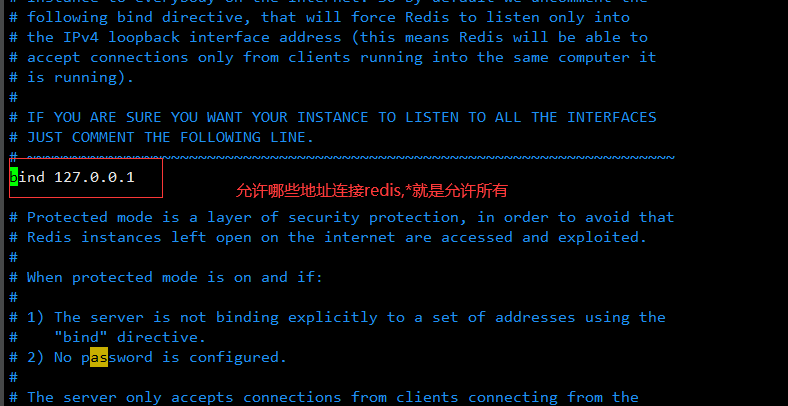 # instance to everybody on the internet. So by default we uncomment the
# following bind directive, that will force Redis to listen only into
# the IPv4 loopback interface address (this means Redis will be able to
# accept connections only from clients running into the same computer it
# is running).
#
# IF YOU ARE SURE YOU WANT YOUR INSTANCE TO LISTEN TO ALL THE INTERFACES
# JUST COMMENT THE FOLLOWING LINE.
# ~~~~~~~~~~~~~~~~~~~~~~~~~~~~~~~~~~~~~~~~~~~~~~~~~~~~~~~~~~~~~~~~~~~~~~~~
bind 127.0.0.1
允许哪些地址连接redis,*就是允许所有
# Protected mode is a layer of security protection, in order to avoid that
# Redis instances left open on the internet are accessed and exploited.
#
# When protected mode is on and if:
#
# 1) The server is not binding explicitly to a set of addresses using the
# "bind" directive.
# 2) No password is configured.
#
# The server only accepts connections from clients connecting from the